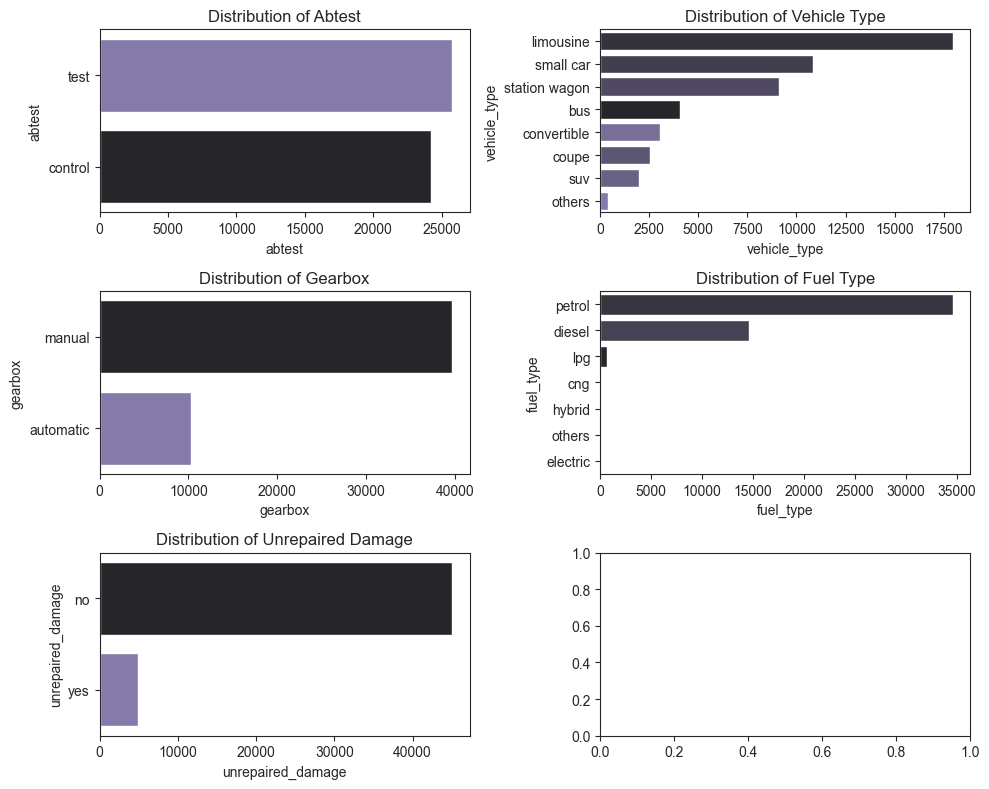 Distribution of Abtest
test
control
abtest
0 5000 10000 15000 20000 25000
abtest
Distribution of Vehicle Type
limousine
small car
station wagon
bus
convertible
coupe
suv
others
vehicle_type
0 2500 5000 7500 10000 12500 15000 17500
vehicle_type
Distribution of Gearbox
manual
automatic
gearbox
0 10000 20000 30000 40000
gearbox
Distribution of Fuel Type
petrol
diesel
lpg
cng
hybrid
others
electric
fuel_type
0 5000 10000 15000 20000 25000 30000 35000
fuel_type
Distribution of Unrepaired Damage
no
yes
unrepaired_damage
0 10000 20000 30000 40000
unrepaired_damage
1.0
0.8
0.6
0.4
0.2
0.0
0.0 0.2 0.4 0.6 0.8 1.0